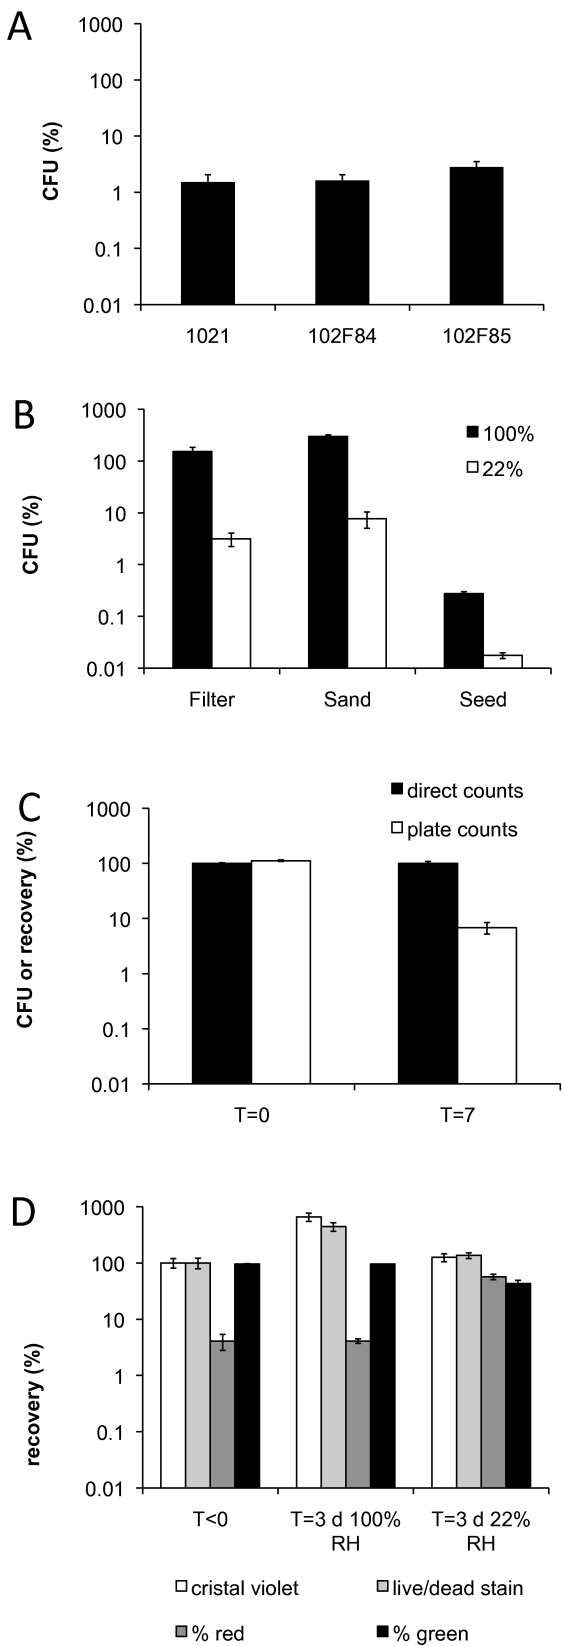 A
1000
100
10
1
0.1
0.01
CFU (%)
1021 102F84 102F85
B
1000
100
10
1
0.1
0.01
CFU (%)
100%
22%
Filter Sand Seed
C
direct counts
plate counts
1000
100
10
1
0.1
0.01
CFU or recovery (%)
T=0 T=7
D
1000
100
10
1
0.1
0.01
recovery (%)
T<0 T=3 d 100% T=3 d 22%
RH RH
cristal violet live/dead stain
% red % green